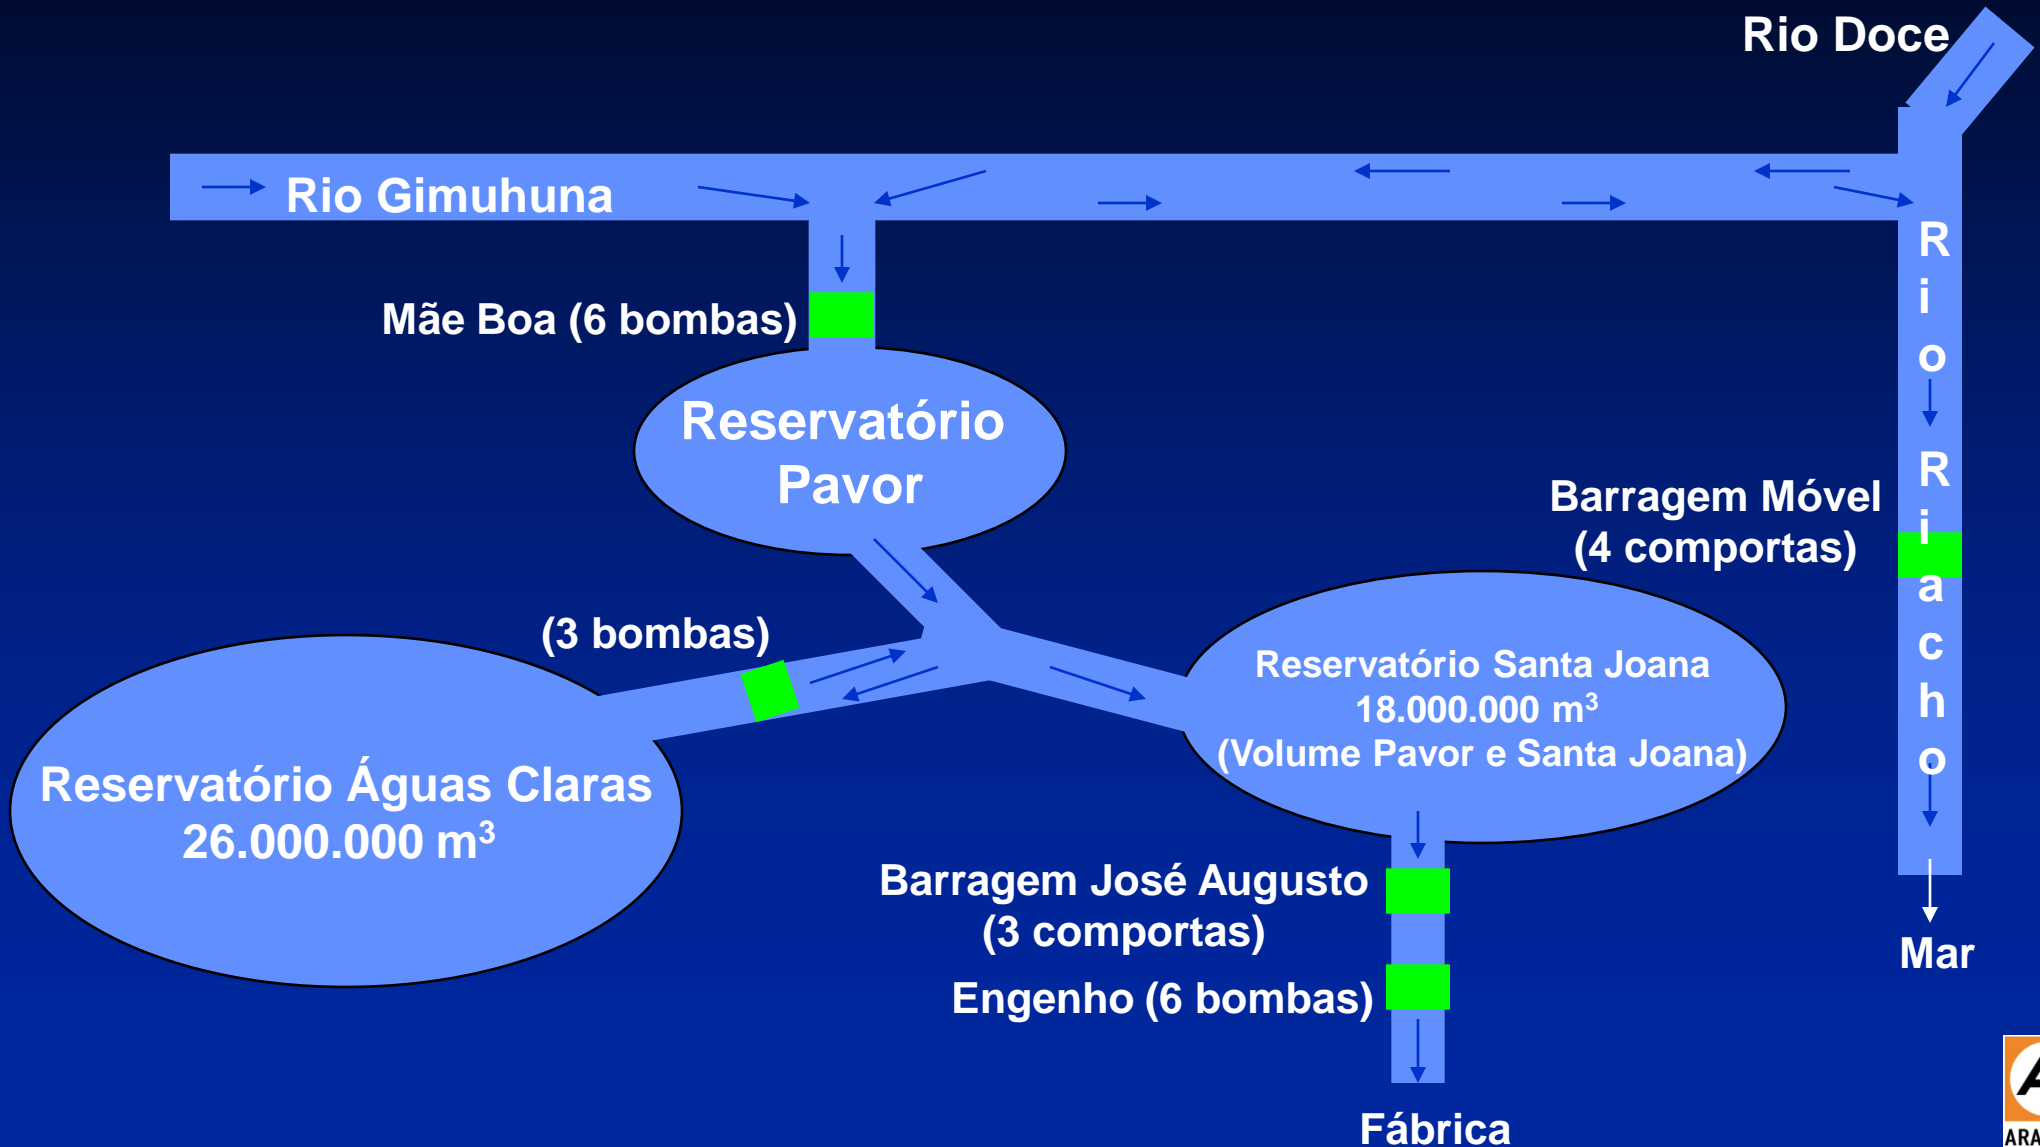 Rio Doce
Rio Gimuhuna
Rio Riacho
Mãe Boa (6 bombas)
Reservatório
Pavor
Barragem Móvel
(4 comportas)
(3 bombas)
Reservatório Santa Joana
18.000.000 m³
(Volume Pavor e Santa Joana)
Reservatório Águas Claras
26.000.000 m³
Barragem José Augusto
(3 comportas)
Engenho (6 bombas)
Mar
Fábrica